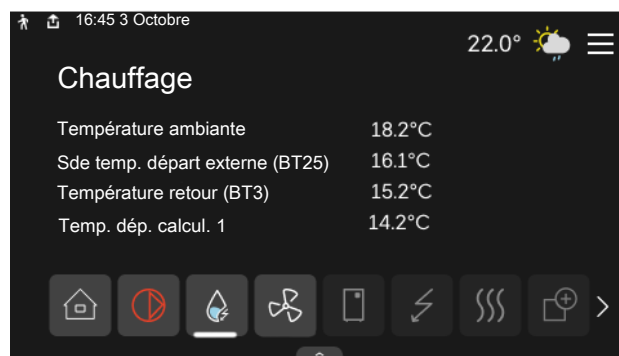 16:45 3 Octobre
22.0°
Chauffage
Température ambiante 18.2°C
Sde temp. départ externe (BT25) 16.1°C
Température retour (BT3) 15.2°C
Temp. dép. calcul. 1 14.2°C